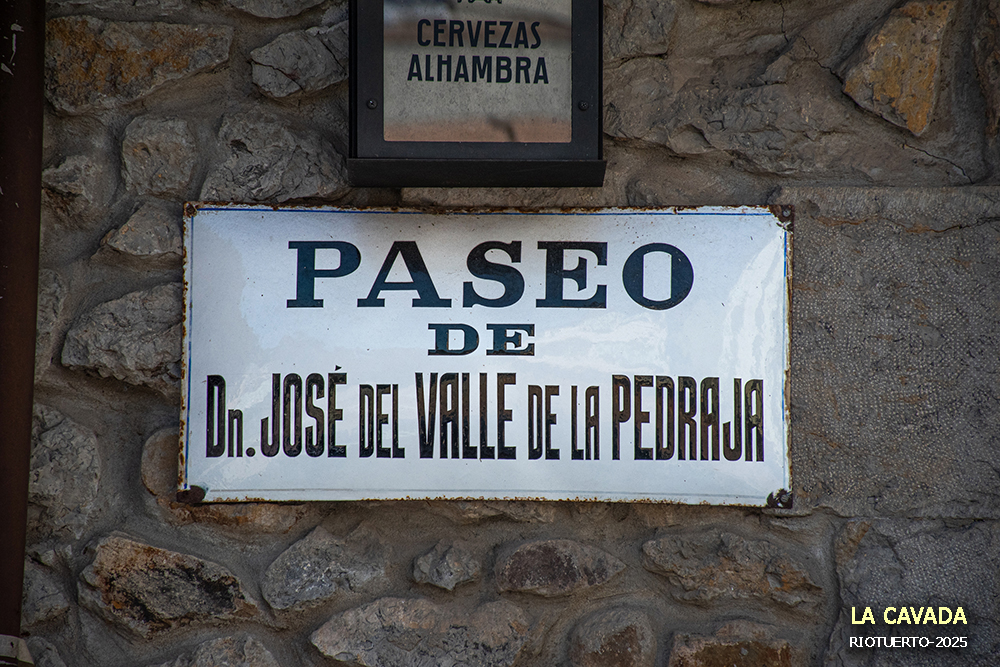 CERVEZAS
ALHAMBRA
PASEO
DE
Dn. JOSÉ DEL VALLE DE LA PEDRAJA
LA CAVADA
RIOTUERTO-2025